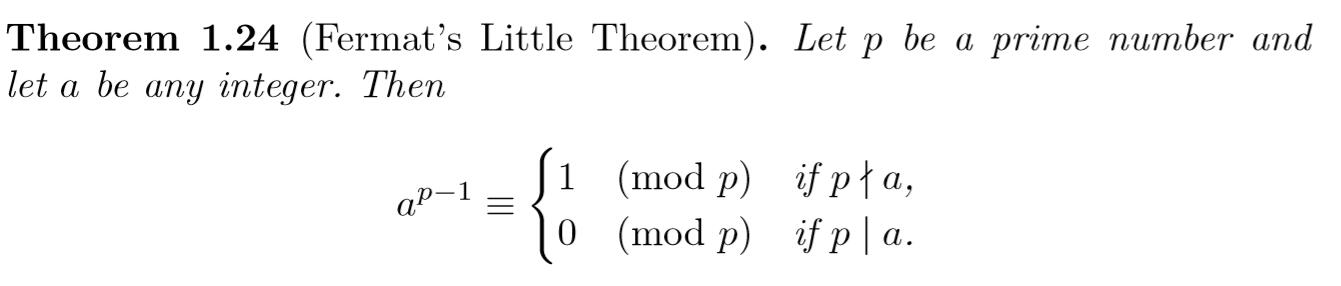 Theorem 1.24 (Fermat's Little Theorem). Let p be a prime number and
let a be any integer. Then
a^{p−1} ≡ { 1 (mod p) if p ∤ a,
0 (mod p) if p | a.